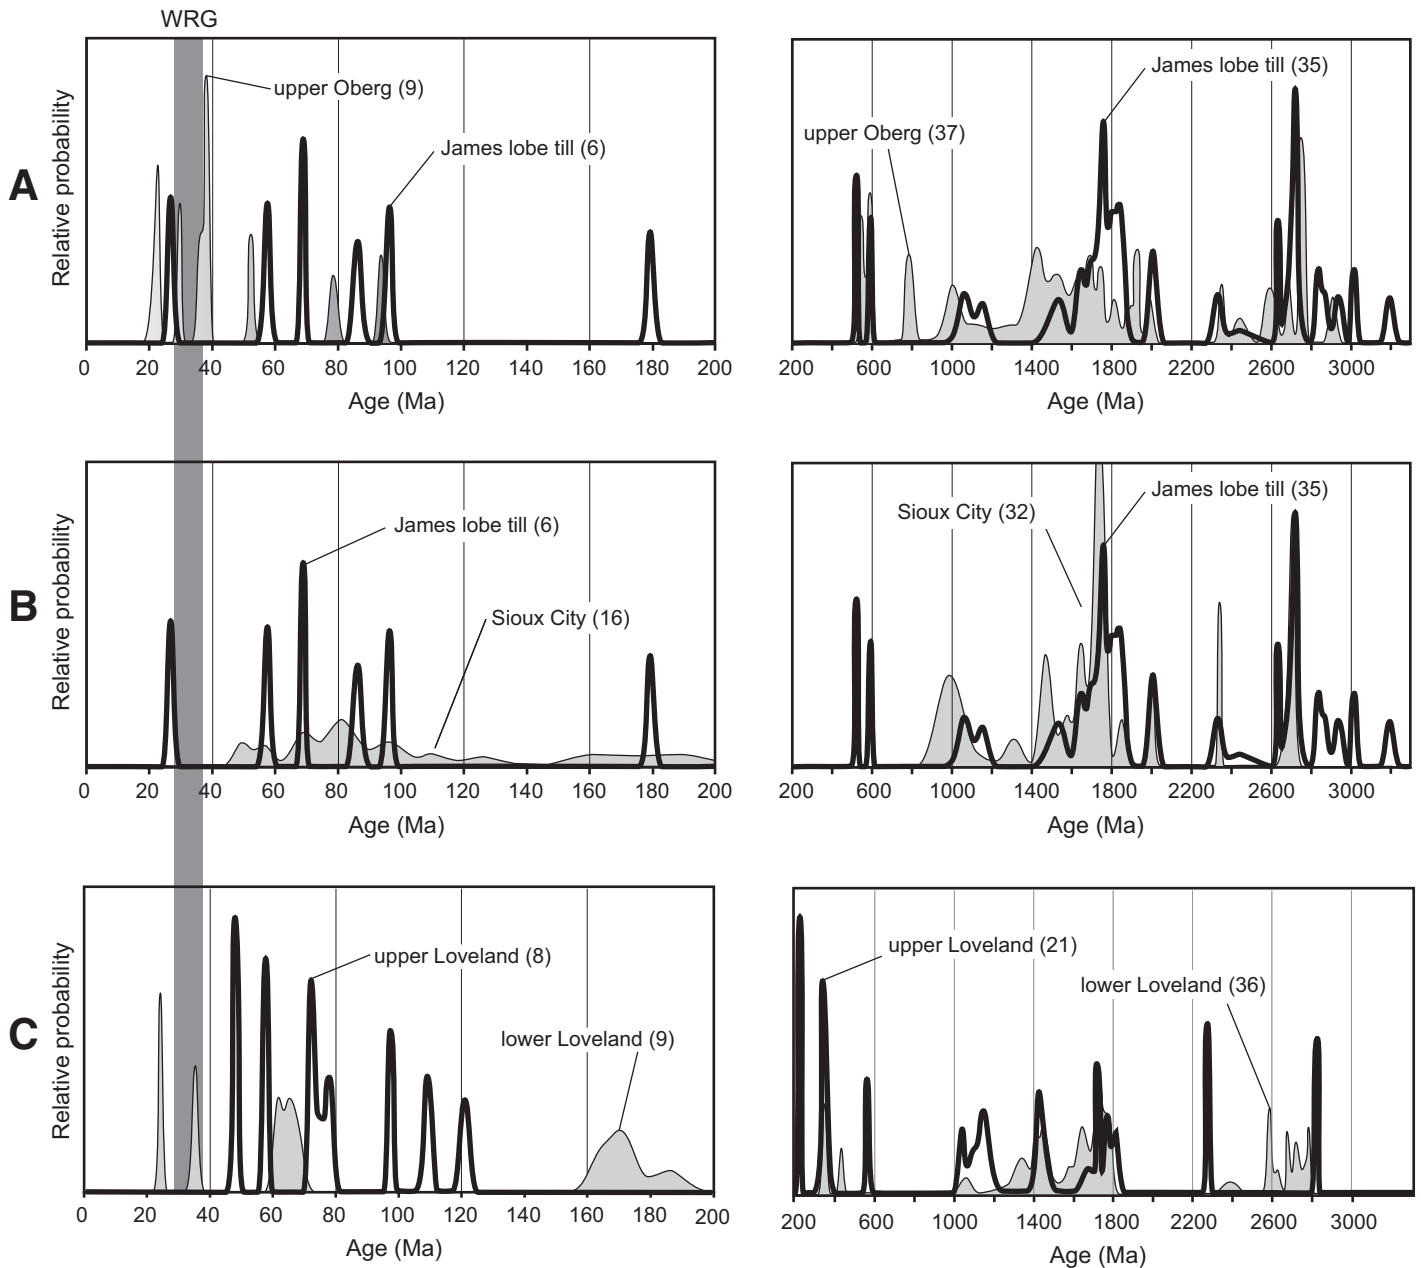 WRG
A
Relative probability
upper Oberg (9)
James lobe till (6)
0 20 40 60 80 100 120 140 160 180 200
Age (Ma)
James lobe till (35)
upper Oberg (37)
200 600 1000 1400 1800 2200 2600 3000
Age (Ma)
B
Relative probability
James lobe till (6)
Sioux City (16)
0 20 40 60 80 100 120 140 160 180 200
Age (Ma)
James lobe till (35)
Sioux City (32)
200 600 1000 1400 1800 2200 2600 3000
Age (Ma)
C
Relative probability
upper Loveland (8)
lower Loveland (9)
0 20 40 60 80 100 120 140 160 180 200
Age (Ma)
upper Loveland (21)
lower Loveland (36)
200 600 1000 1400 1800 2200 2600 3000
Age (Ma)